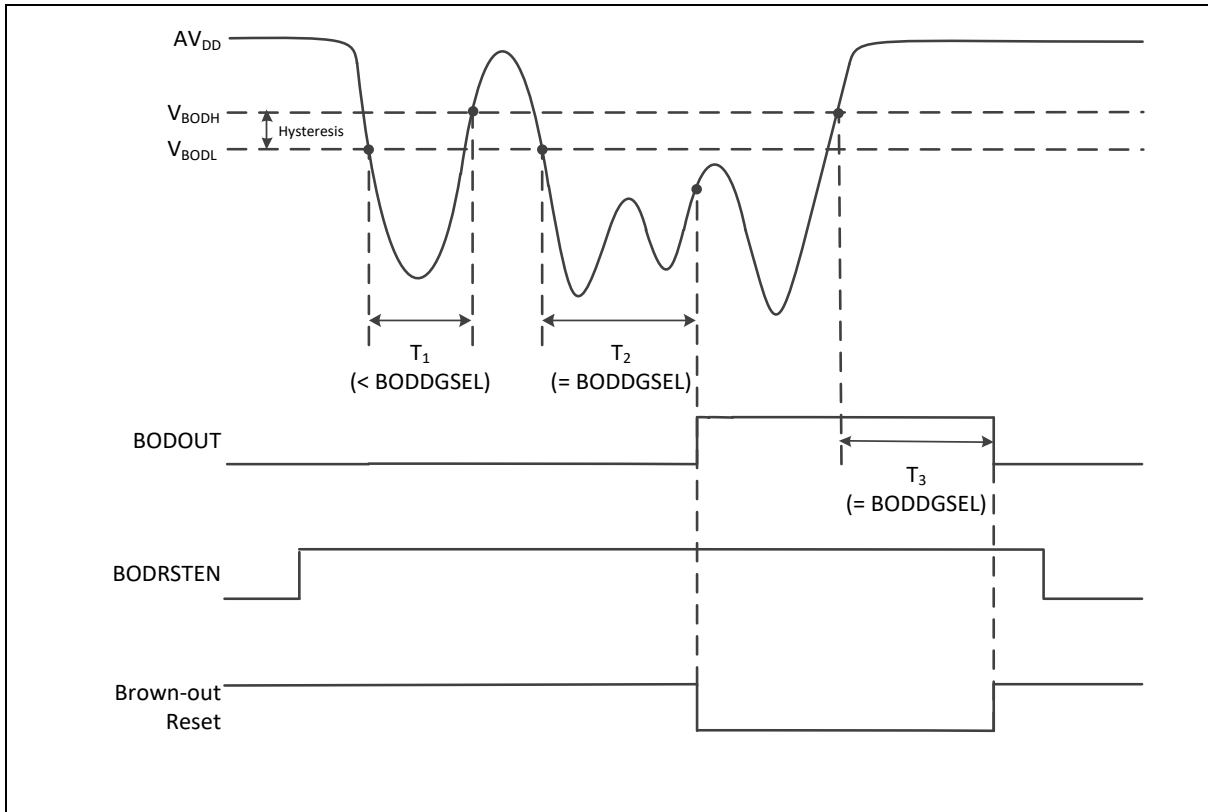 AVDD
VBODH
Hysteresis
VBODL
T1
(< BODDGSEL)
T2
(= BODDGSEL)
BODOUT
T3
(= BODDGSEL)
BODRSTEN
Brown-out
Reset